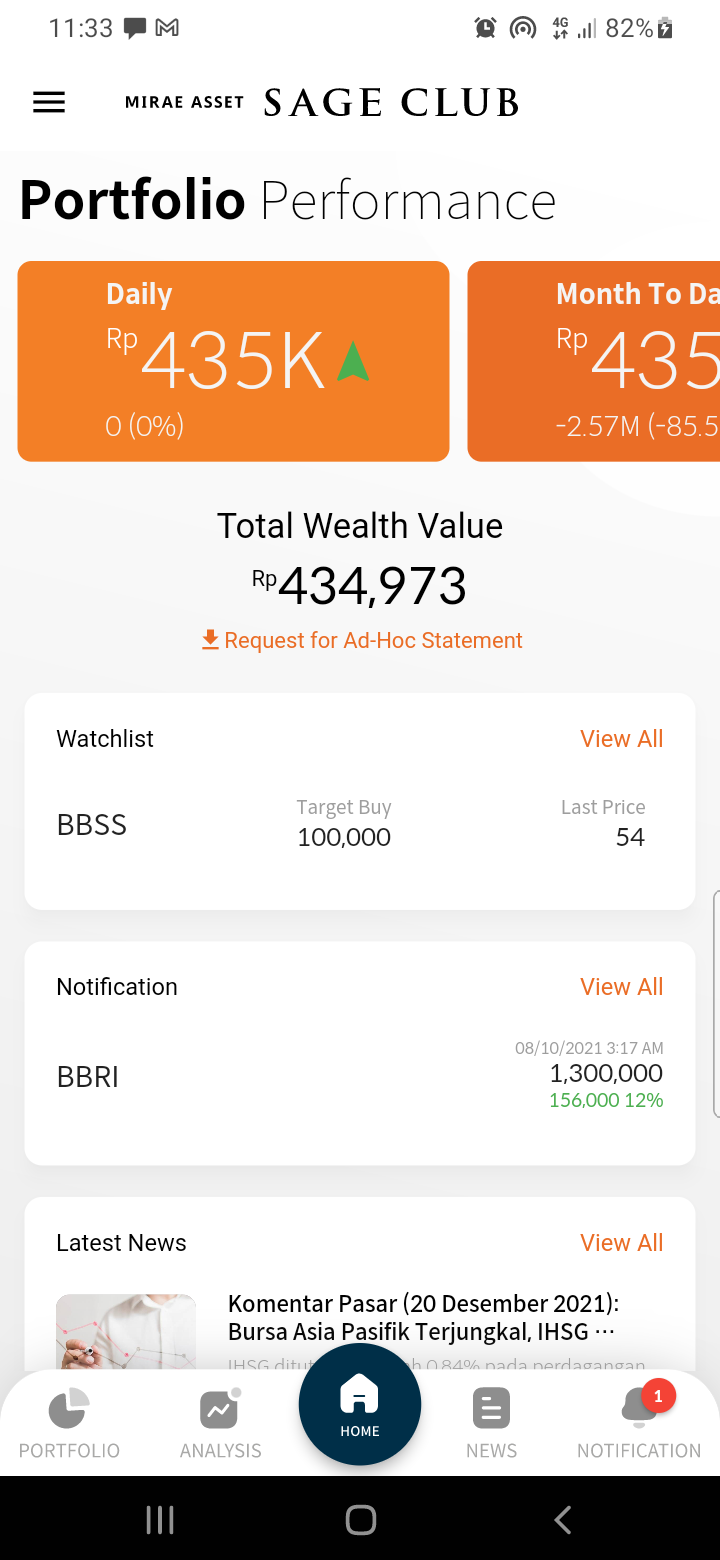 11:33
4G 82%
MIRAE ASSET SAGE CLUB
Portfolio Performance
Daily
Rp 435K
0 (0%)
Month To Da
Rp 435
-2.57M (-85.5
Total Wealth Value
Rp 434,973
Request for Ad-Hoc Statement
Watchlist View All
Target Buy Last Price
BBSS 100,000 54
Notification View All
08/10/2021 3:17 AM
BBRI 1,300,000
156,000 12%
Latest News View All
Komentar Pasar (20 Desember 2021):
Bursa Asia Pasifik Terjungkal, IHSG ...
IHSG 0,84% pada perdagangan
1
PORTFOLIO ANALYSIS HOME NEWS NOTIFICATION